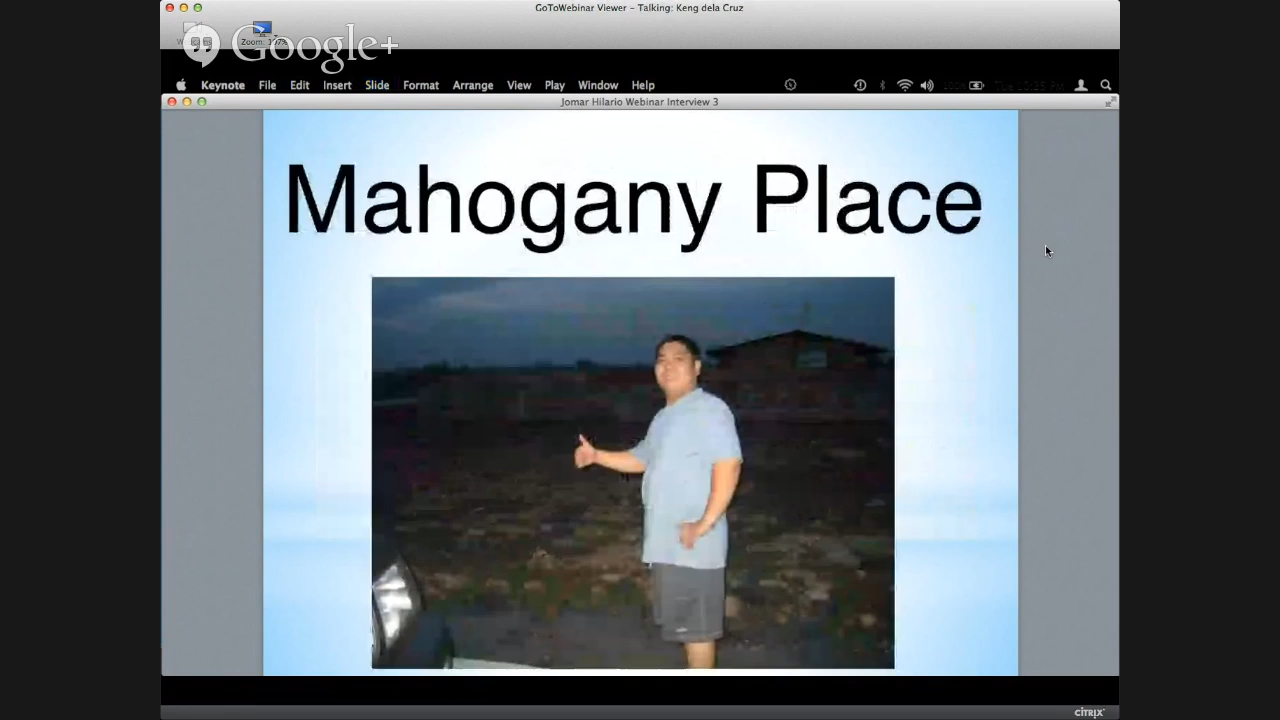 GoToWebinar Viewer - Talking: Keng dela Cruz
Google+
Keynote File Edit Insert Slide Format Arrange View Play Window Help
Jomar Hilario Webinar Interview 3
Mahogany Place
CITRIX